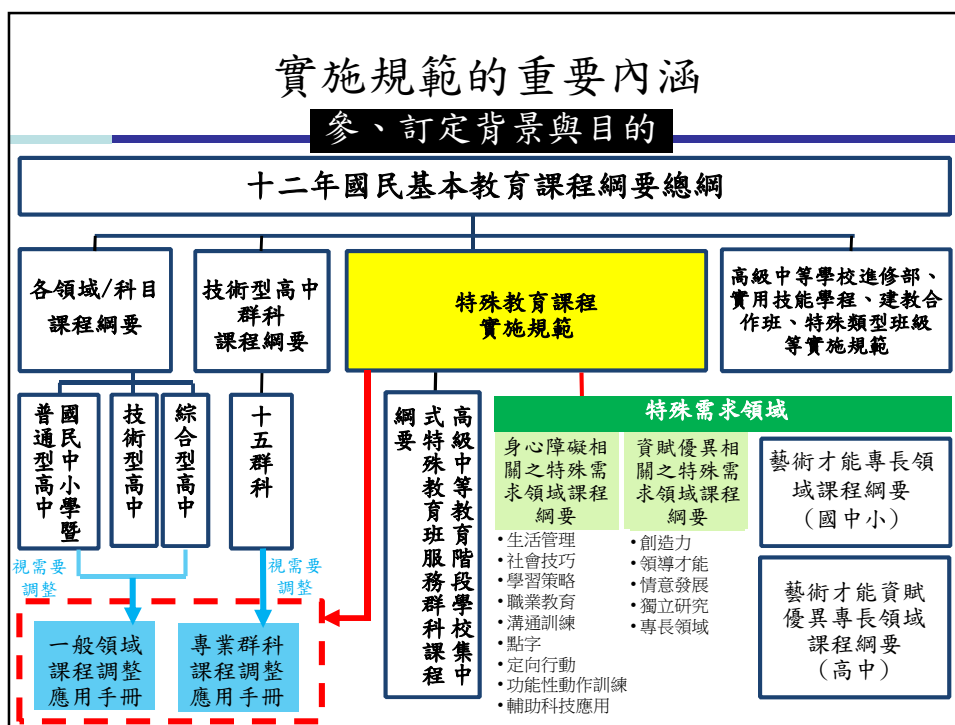 實施規範的重要內涵
參、訂定背景與目的
十二年國民基本教育課程綱要總綱
各領域/科目
課程綱要
技術型高中
群科
課程綱要
特殊教育課程
實施規範
高級中等學校進修部、
實用技能學程、建教合
作班、特殊類型班級
等實施規範
國民中小學暨
普通型高中
技術型高中
綜合型高中
十五群科
高級中等教育階段學校集中
式特殊教育班服務群科課程
綱要
特殊需求領域
身心障礙相
關之特殊需
求領域課程
綱要
•生活管理
•社會技巧
•學習策略
•職業教育
•溝通訓練
•點字
•定向行動
•功能性動作訓練
•輔助科技應用
資賦優異相
關之特殊需
求領域課程
綱要
•創造力
•領導才能
•情意發展
•獨立研究
•專長領域
藝術才能專長領
域課程綱要
(國中小)
藝術才能資賦
優異專長領域
課程綱要
(高中)
視需要
調整
視需要
調整
一般領域
課程調整
應用手冊
專業群科
課程調整
應用手冊